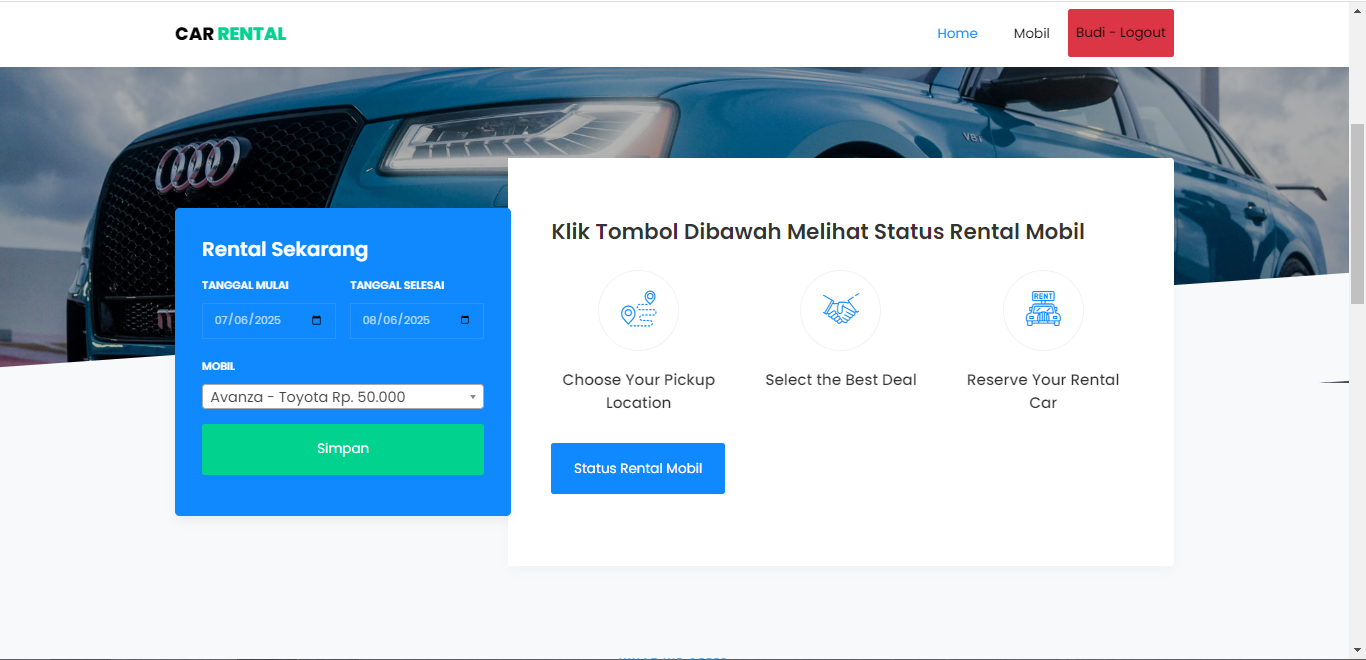 CAR RENTAL
Home
Mobil
Budi - Logout
Rental Sekarang
TANGGAL MULAI
TANGGAL SELESAI
07/06/2025
08/06/2025
MOBIL
Avanza - Toyota Rp. 50.000
Simpan
Klik Tombol Dibawah Melihat Status Rental Mobil
RENT
Choose Your Pickup
Location
Select the Best Deal
Reserve Your Rental
Car
Status Rental Mobil